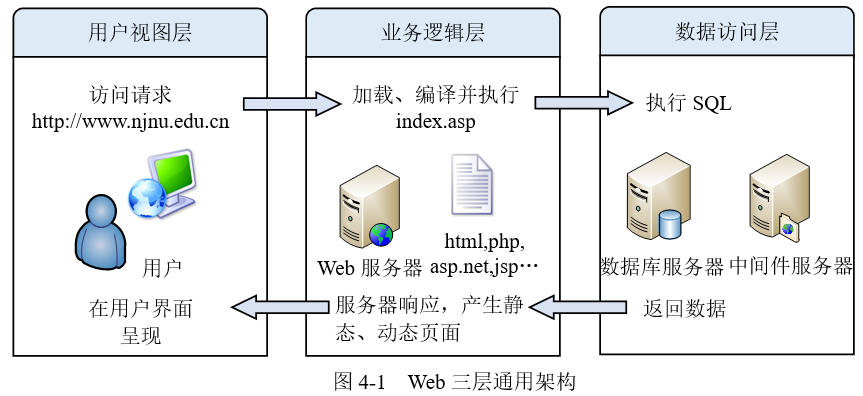 用户视图层
业务逻辑层
数据访问层
访问请求
http://www.njnu.edu.cn
加载、编译并执行
index.asp
执行 SQL
用户
Web 服务器
html,php,
asp.net,jsp…
数据库服务器
中间件服务器
在用户界面
呈现
服务器响应，产生静
态、动态页面
返回数据
图 4-1 Web 三层通用架构